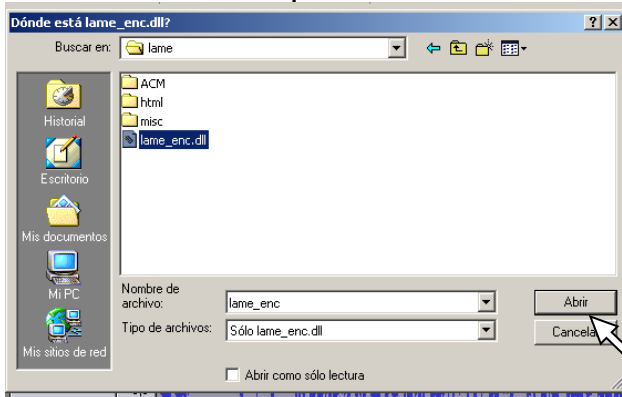 Dónde está lame_enc.dll?
Buscar en:
lame
Historial
Escritorio
Mis documentos
Mi PC
Mis sitios de red
ACM
html
misc
lame_enc.dll
Nombre de
archivo:
lame_enc
Abrir
Tipo de archivos:
Sólo lame_enc.dll
Cancela
Abrir como sólo lectura